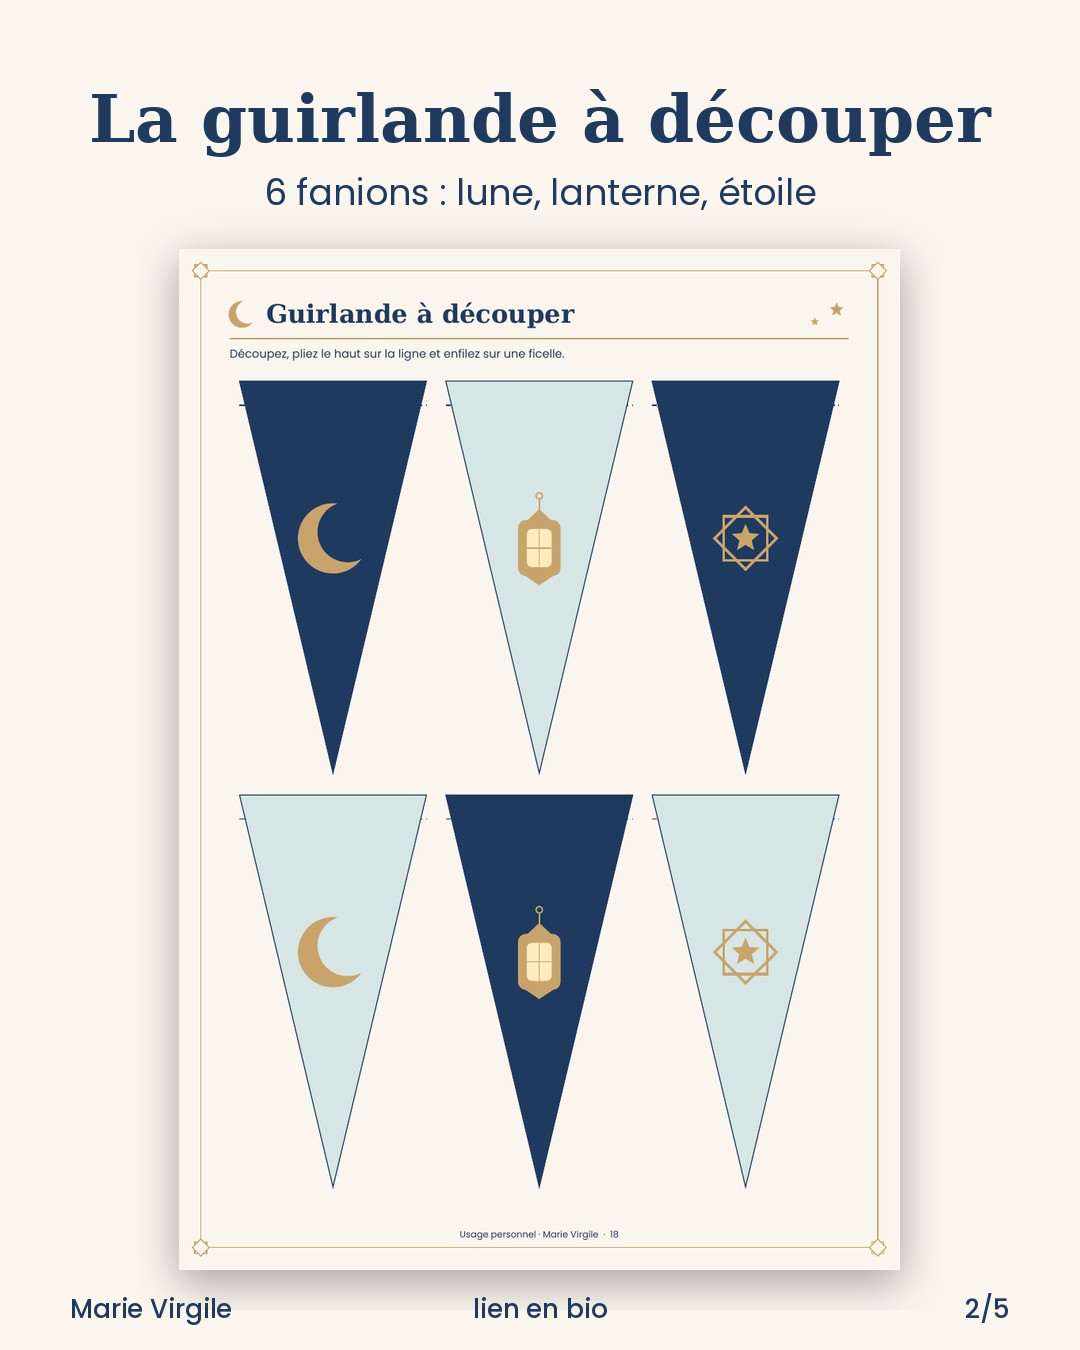 La guirlande à découper
6 fanions : lune, lanterne, étoile
Guirlande à découper
Découpez, pliez le haut sur la ligne et enfilez sur une ficelle.
Usage personnel · Marie Virgile · 18
Marie Virgile
lien en bio
2/5